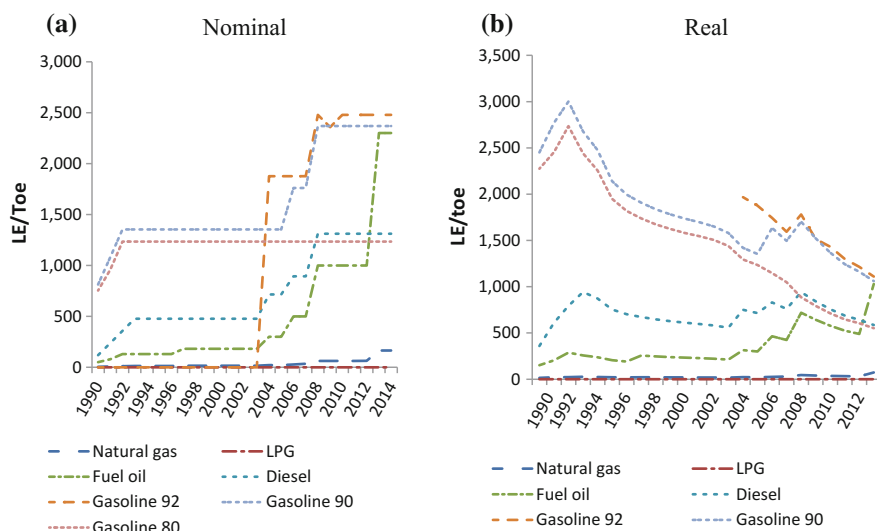 (a) Nominal
LE/Toe
3,500
3,000
2,500
2,000
1,500
1,000
500
0
1990
1992
1994
1996
1998
2000
2002
2004
2006
2008
2010
2012
2014
Natural gas
LPG
Fuel oil
Diesel
Gasoline 92
Gasoline 90
Gasoline 80
(b) Real
LE/toe
3,500
3,000
2,500
2,000
1,500
1,000
500
0
1990
1992
1994
1996
1998
2000
2002
2004
2006
2008
2010
2012
Natural gas
LPG
Fuel oil
Diesel
Gasoline 92
Gasoline 90